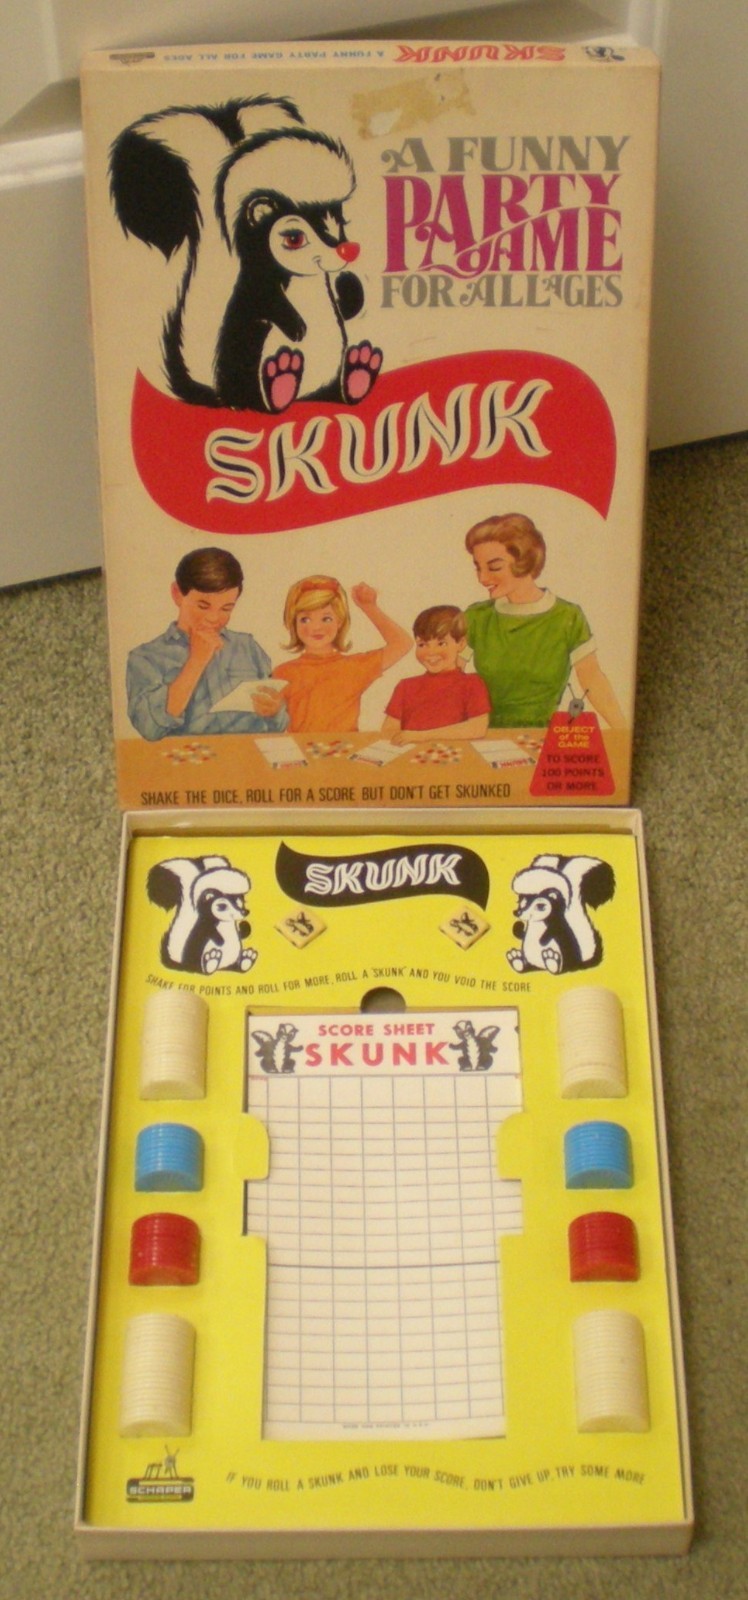 SKUNK
A FUNNY PARTY GAME FOR ALL AGES
A FUNNY
PARTY
GAME
FOR ALL AGES
SKUNK
OBJECT
of the
GAME
TO SCORE
100 POINTS
OR MORE
SHAKE THE DICE, ROLL FOR A SCORE BUT DON'T GET SKUNKED
SKUNK
SHAKE FOR POINTS AND ROLL FOR MORE, ROLL A 'SKUNK' AND YOU VOID THE SCORE
SCORE SHEET
SKUNK
SCHAPER
IF YOU ROLL A SKUNK AND LOSE YOUR SCORE, DON'T GIVE UP, TRY SOME MORE